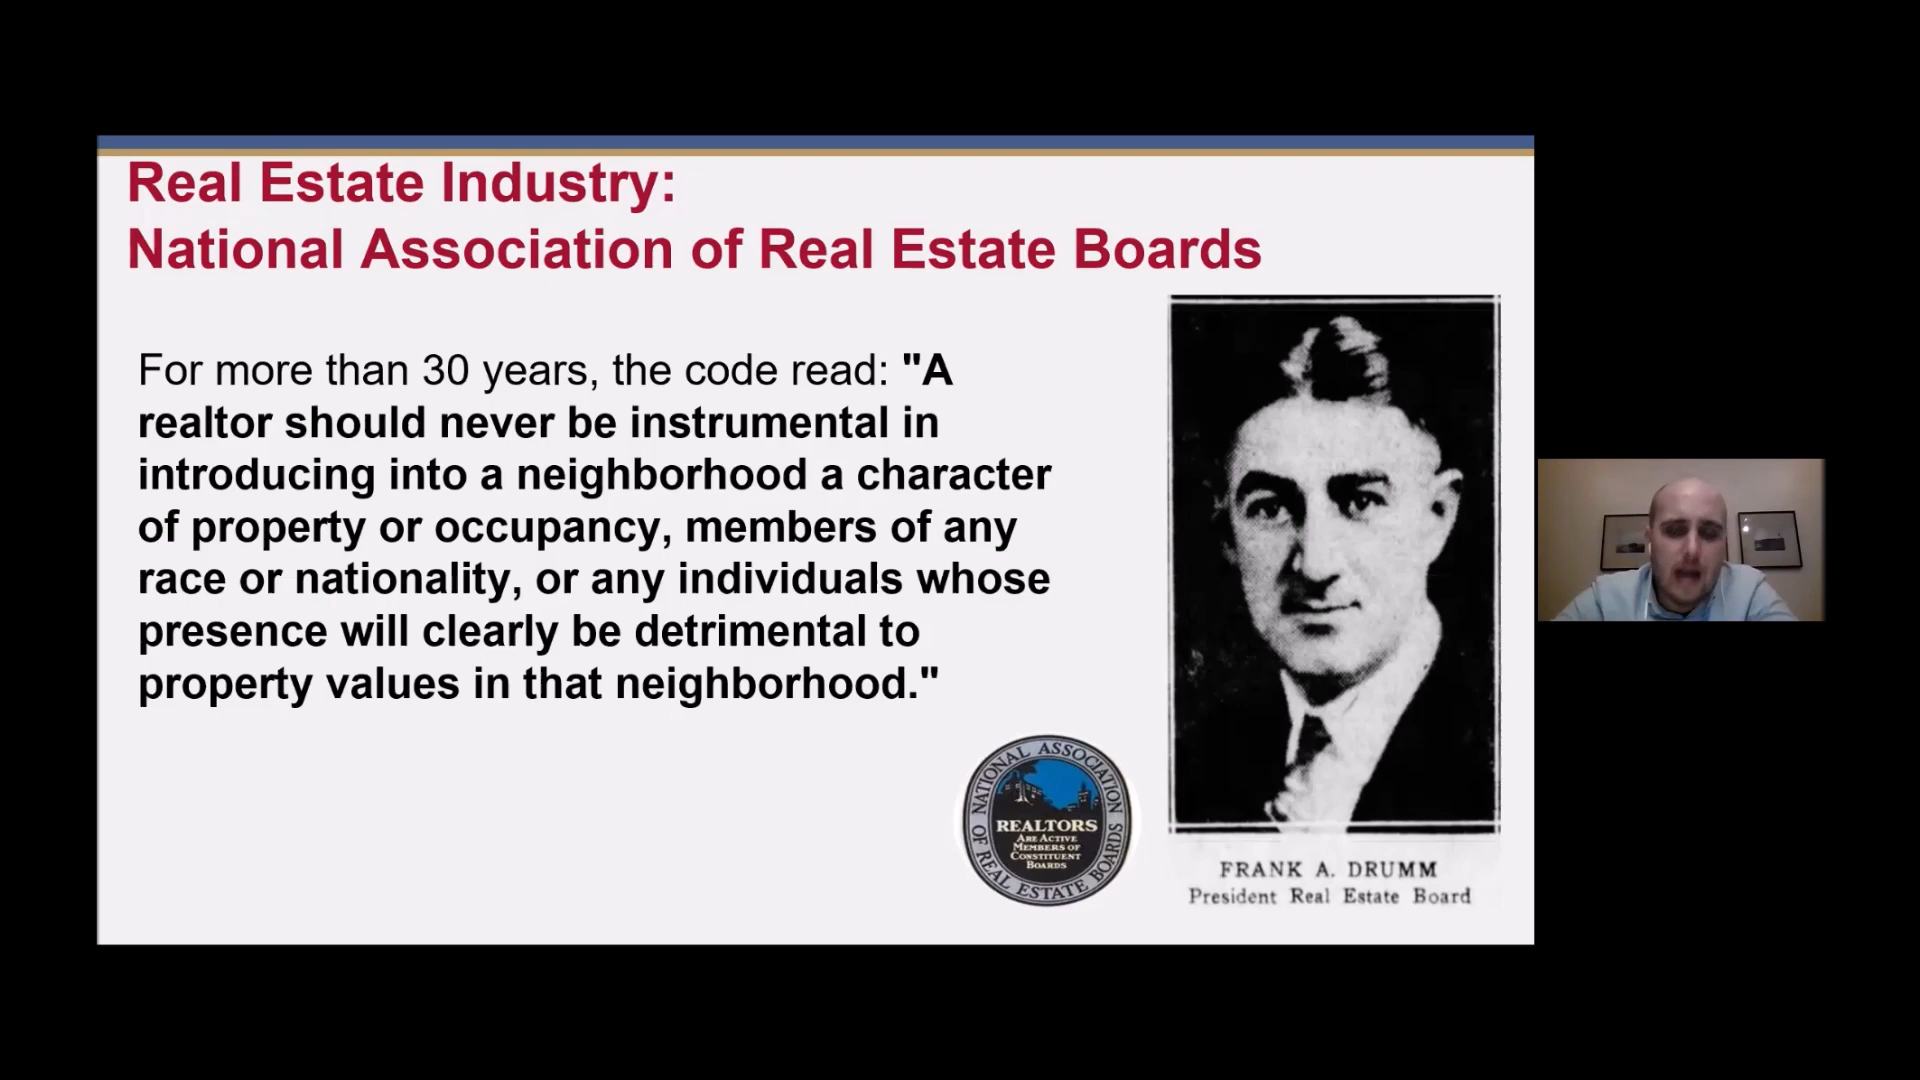 Real Estate Industry:
National Association of Real Estate Boards
For more than 30 years, the code read: "A
realtor should never be instrumental in
introducing into a neighborhood a character
of property or occupancy, members of any
race or nationality, or any individuals whose
presence will clearly be detrimental to
property values in that neighborhood."
NATIONAL ASSOCIATION
OF REAL ESTATE BOARDS
REALTORS
ARE ACTIVE
MEMBERS OF
CONSTITUENT
BOARDS
FRANK A. DRUMM
President Real Estate Board